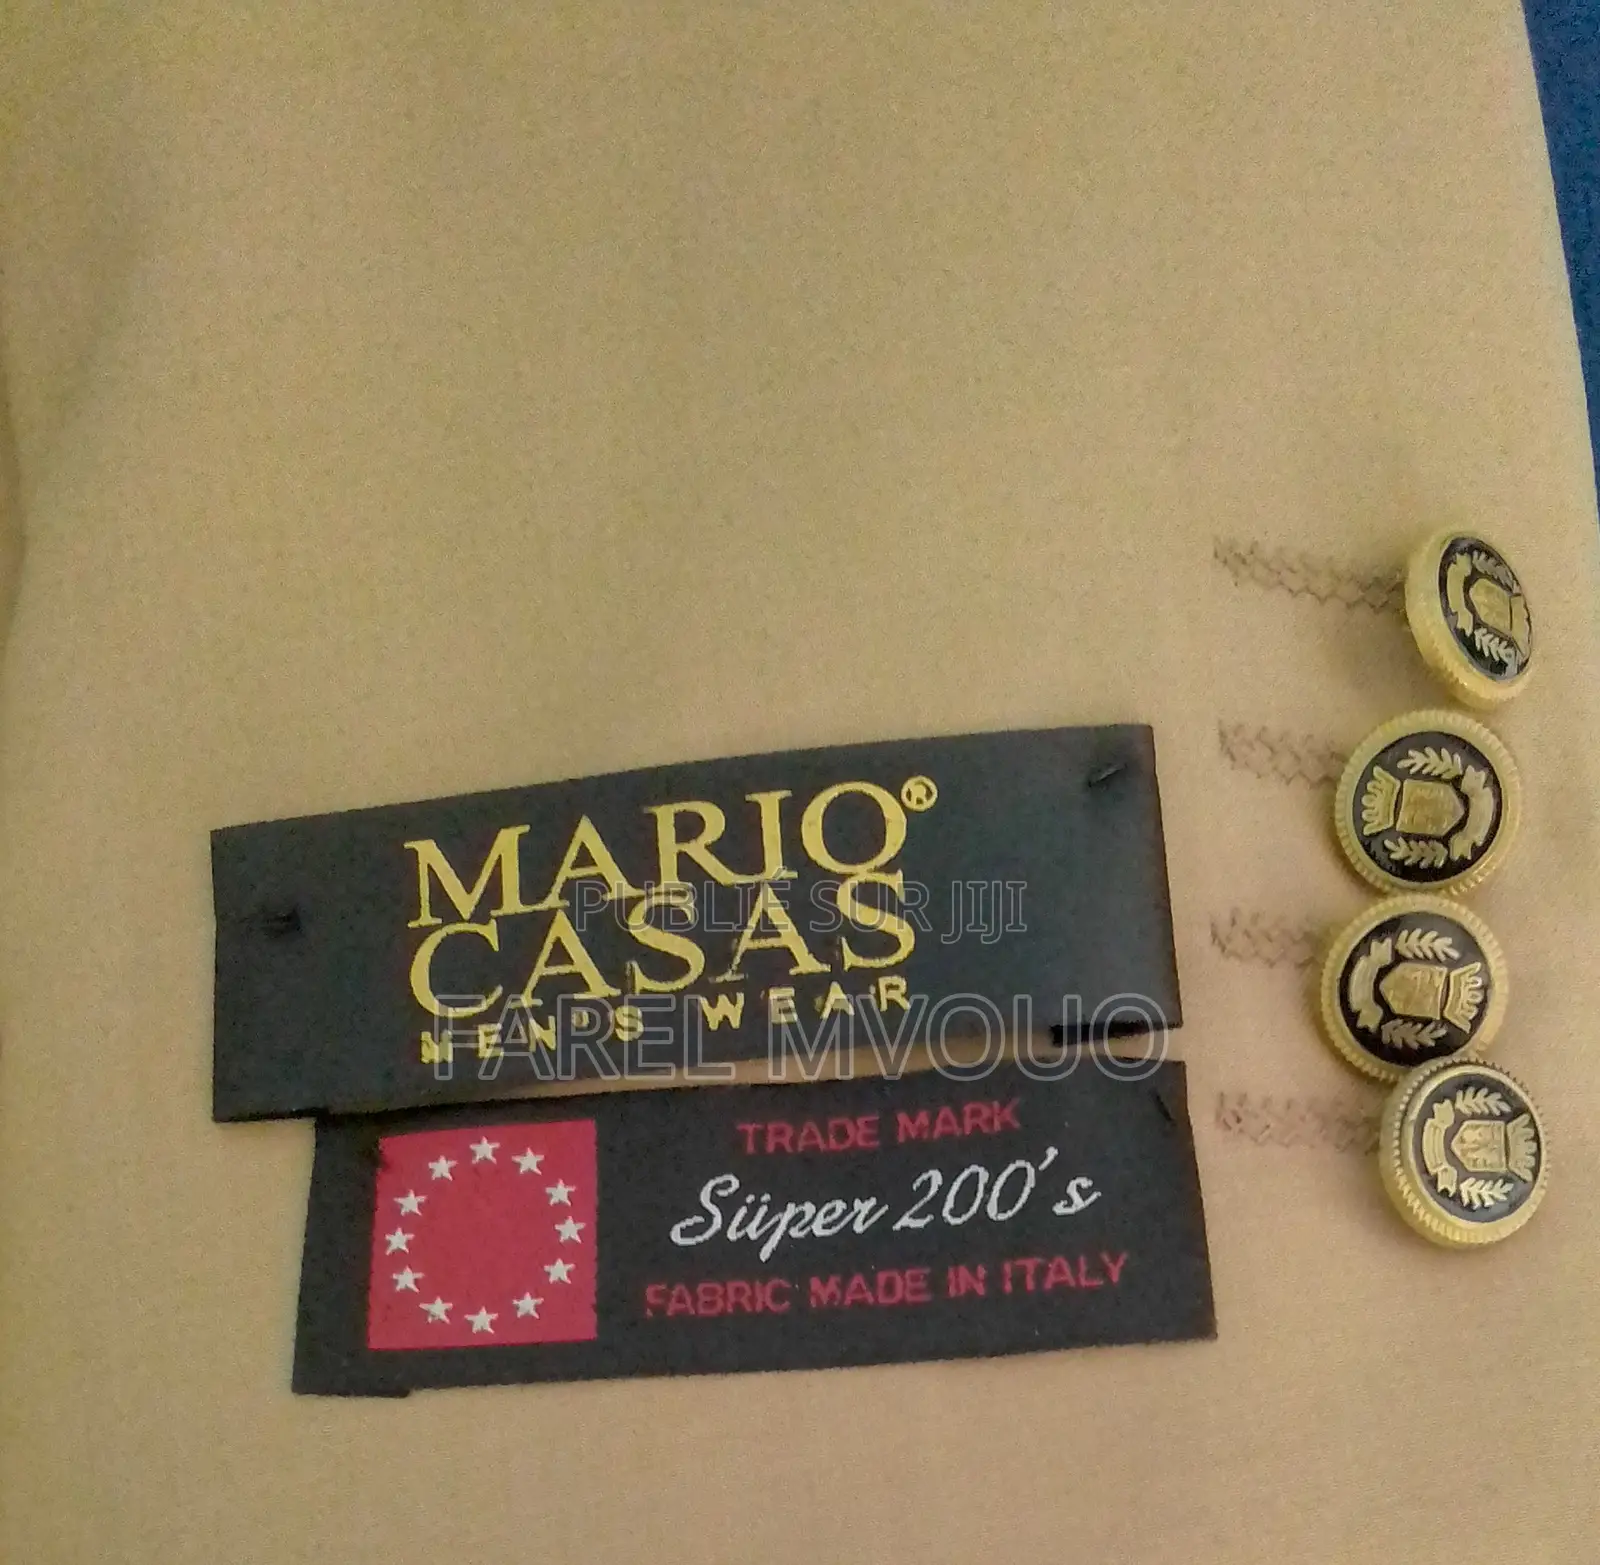 MARIO®
CASAS
MEN'S WEAR
PUBLIÉ SUR JIJI
FAREL MVOUO
TRADE MARK
Süper 200's
FABRIC MADE IN ITALY